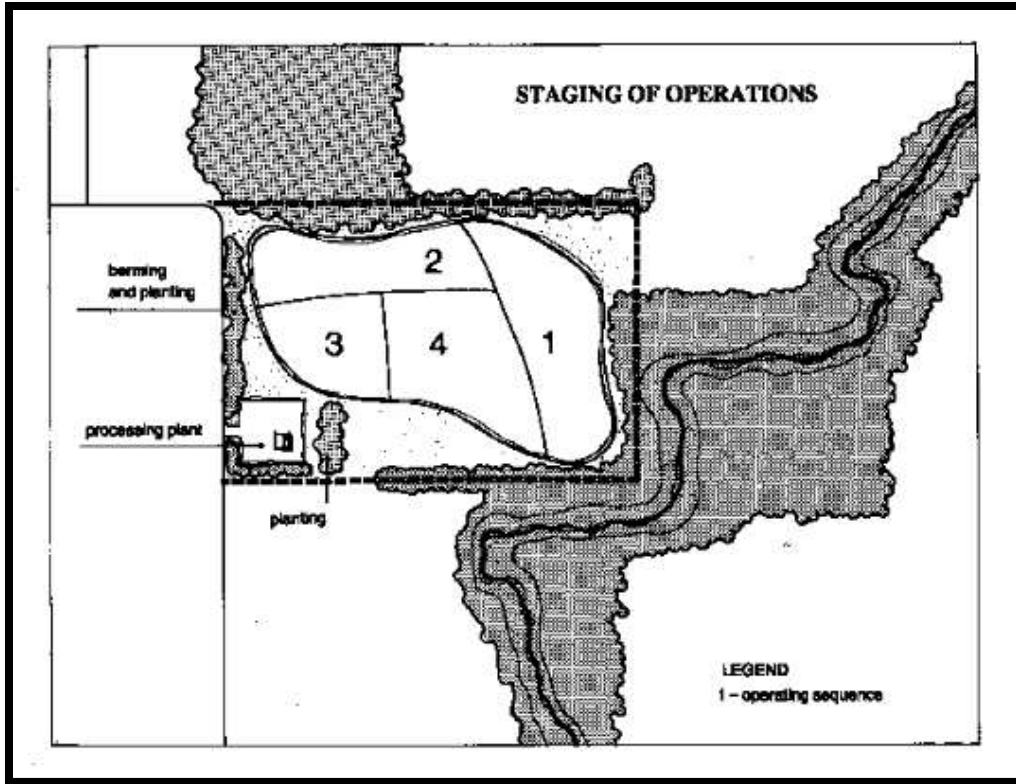 STAGING OF OPERATIONS
2
berming
and planting
3
4
1
processing plant
planting
LEGEND
1 – operating sequence